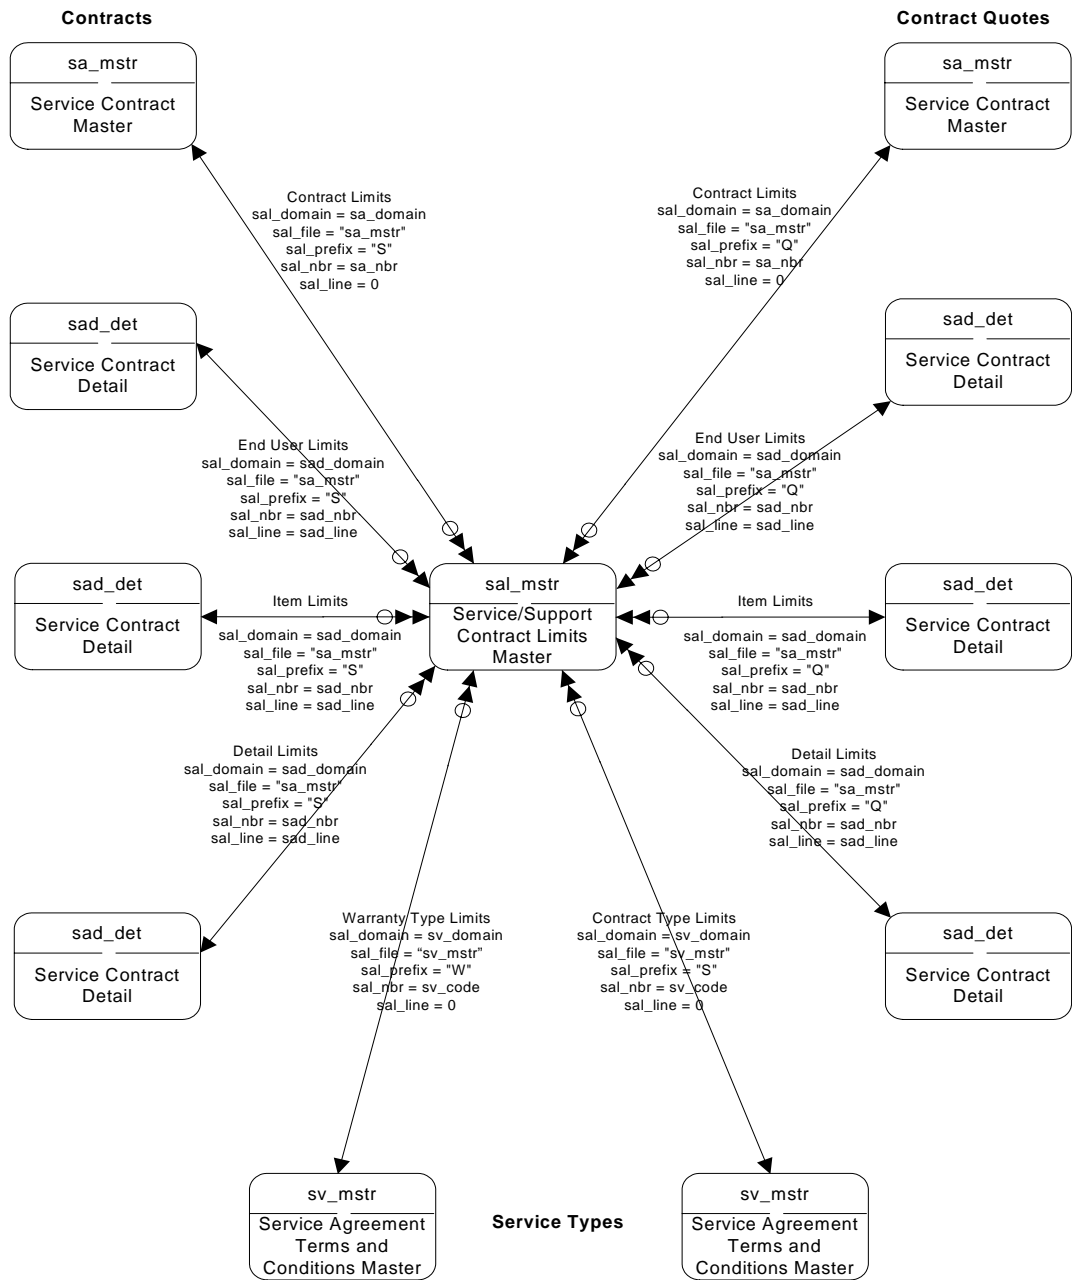 Contracts
Contract Quotes
sa_mstr
Service Contract
Master
sa_mstr
Service Contract
Master
Contract Limits
sal_domain = sa_domain
sal_file = "sa_mstr"
sal_prefix = "S"
sal_nbr = sa_nbr
sal_line = 0
Contract Limits
sal_domain = sa_domain
sal_file = "sa_mstr"
sal_prefix = "Q"
sal_nbr = sa_nbr
sal_line = 0
sad_det
Service Contract
Detail
sad_det
Service Contract
Detail
End User Limits
sal_domain = sad_domain
sal_file = "sa_mstr"
sal_prefix = "S"
sal_nbr = sad_nbr
sal_line = sad_line
End User Limits
sal_domain = sad_domain
sal_file = "sa_mstr"
sal_prefix = "Q"
sal_nbr = sad_nbr
sal_line = sad_line
sad_det
Service Contract
Detail
Item Limits
sal_domain = sad_domain
sal_file = "sa_mstr"
sal_prefix = "S"
sal_nbr = sad_nbr
sal_line = sad_line
sal_mstr
Service/Support
Contract Limits
Master
Item Limits
sal_domain = sad_domain
sal_file = "sa_mstr"
sal_prefix = "Q"
sal_nbr = sad_nbr
sal_line = sad_line
sad_det
Service Contract
Detail
Detail Limits
sal_domain = sad_domain
sal_file = "sa_mstr"
sal_prefix = "S"
sal_nbr = sad_nbr
sal_line = sad_line
Detail Limits
sal_domain = sad_domain
sal_file = "sa_mstr"
sal_prefix = "Q"
sal_nbr = sad_nbr
sal_line = sad_line
sad_det
Service Contract
Detail
Warranty Type Limits
sal_domain = sv_domain
sal_file = “sv_mstr"
sal_prefix = "W"
sal_nbr = sv_code
sal_line = 0
Contract Type Limits
sal_domain = sv_domain
sal_file = "sv_mstr"
sal_prefix = "S"
sal_nbr = sv_code
sal_line = 0
sad_det
Service Contract
Detail
sv_mstr
Service Agreement
Terms and
Conditions Master
Service Types
sv_mstr
Service Agreement
Terms and
Conditions Master